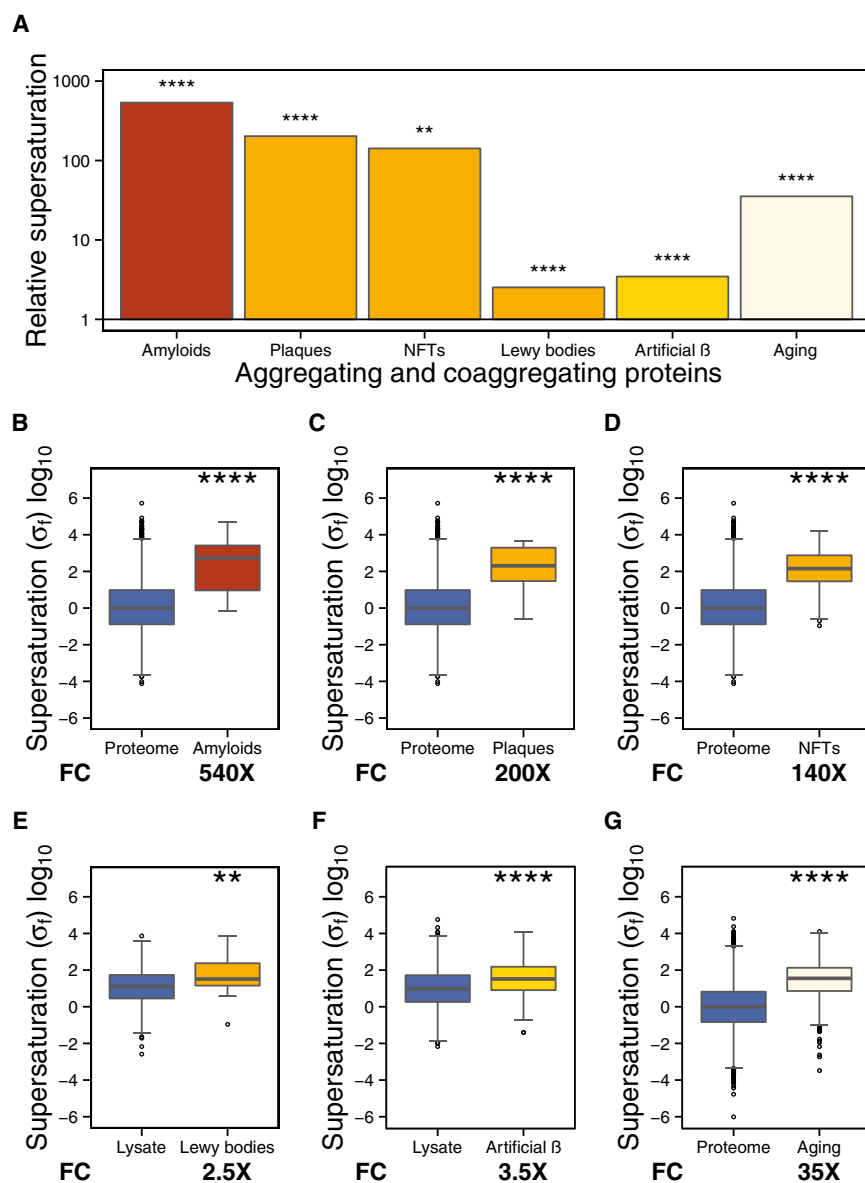 A
Relative supersaturation
1000
100
10
1
****
****
**
****
****
****
Amyloids Plaques NFTs Lewy bodies Artificial ß Aging
Aggregating and coaggregating proteins
B
Supersaturation (σf) log10
6
4
2
0
−2
−4
−6
****
Proteome Amyloids
FC 540X
C
Supersaturation (σf) log10
6
4
2
0
−2
−4
−6
****
Proteome Plaques
FC 200X
D
Supersaturation (σf) log10
6
4
2
0
−2
−4
−6
****
Proteome NFTs
FC 140X
E
Supersaturation (σf) log10
6
4
2
0
−2
−4
−6
**
Lysate Lewy bodies
FC 2.5X
F
Supersaturation (σf) log10
6
4
2
0
−2
−4
−6
****
Lysate Artificial ß
FC 3.5X
G
Supersaturation (σf) log10
6
4
2
0
−2
−4
−6
****
Proteome Aging
FC 35X